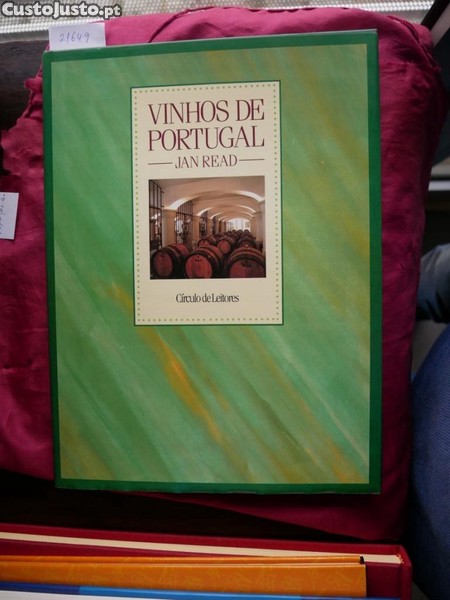 CustoJusto.pt
21649
VINHOS DE
PORTUGAL
JAN READ
Círculo de Leitores